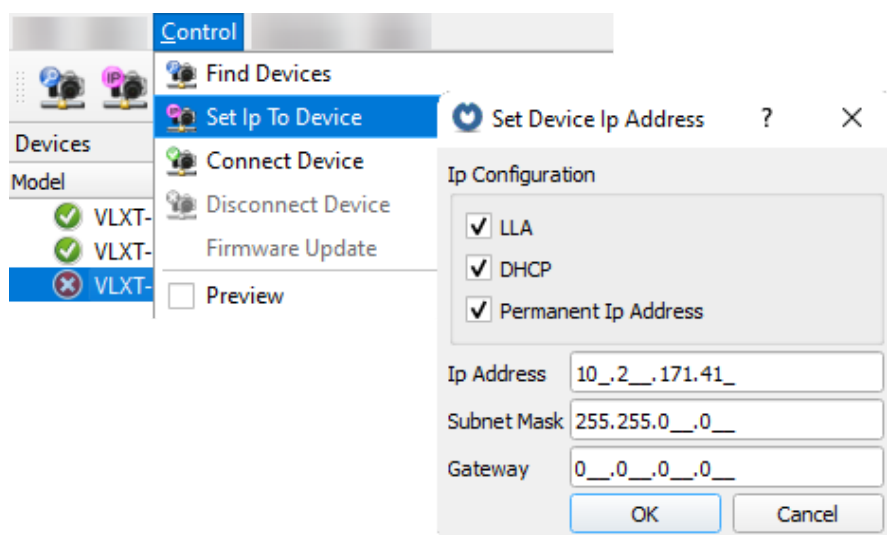 Control
Find Devices
Set Ip To Device
Connect Device
Disconnect Device
Firmware Update
Preview
IP
Devices
Model
VLXT-
VLXT-
VLXT-
Set Device Ip Address ?
Ip Configuration
LLA
DHCP
Permanent Ip Address
Ip Address 10_.2__.171.41_
Subnet Mask 255.255.0__.0__
Gateway 0__.0__.0__.0__
OK Cancel